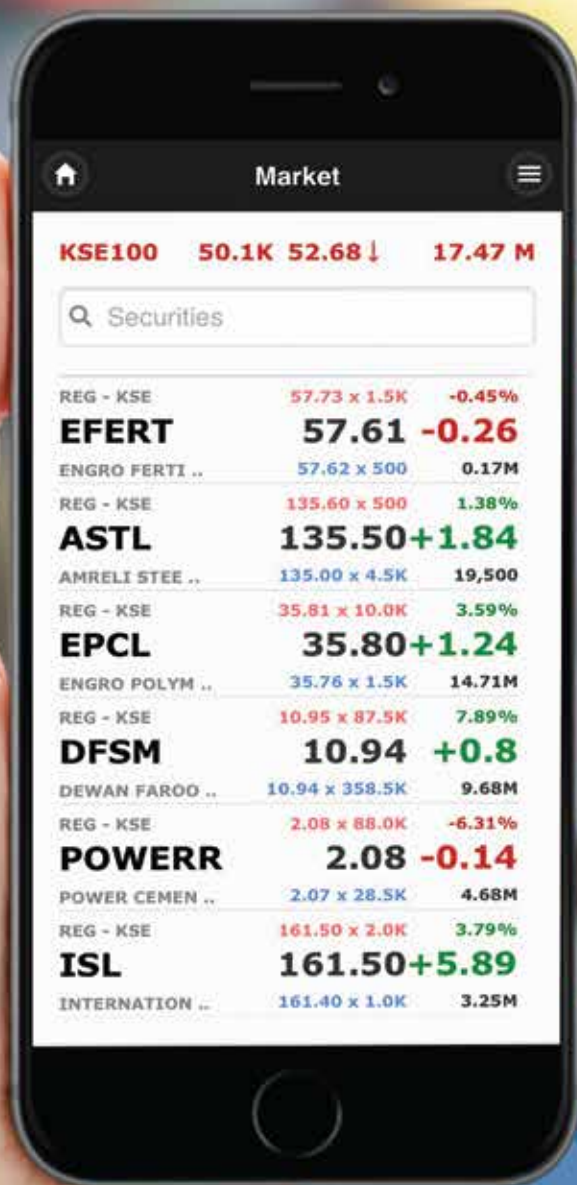 Market
KSE100 50.1K 52.68↓ 17.47 M
Securities
REG - KSE 57.73 x 1.5K -0.45%
EFERT 57.61 -0.26
ENGRO FERTI .. 57.62 x 500 0.17M
REG - KSE 135.60 x 500 1.38%
ASTL 135.50+1.84
AMRELI STEE .. 135.00 x 4.5K 19,500
REG - KSE 35.81 x 10.0K 3.59%
EPCL 35.80+1.24
ENGRO POLYM .. 35.76 x 1.5K 14.71M
REG - KSE 10.95 x 87.5K 7.89%
DFSM 10.94 +0.8
DEWAN FAROO .. 10.94 x 358.5K 9.68M
REG - KSE 2.08 x 88.0K -6.31%
POWERR 2.08 -0.14
POWER CEMEN .. 2.07 x 28.5K 4.68M
REG - KSE 161.50 x 2.0K 3.79%
ISL 161.50+5.89
INTERNATION .. 161.40 x 1.0K 3.25M